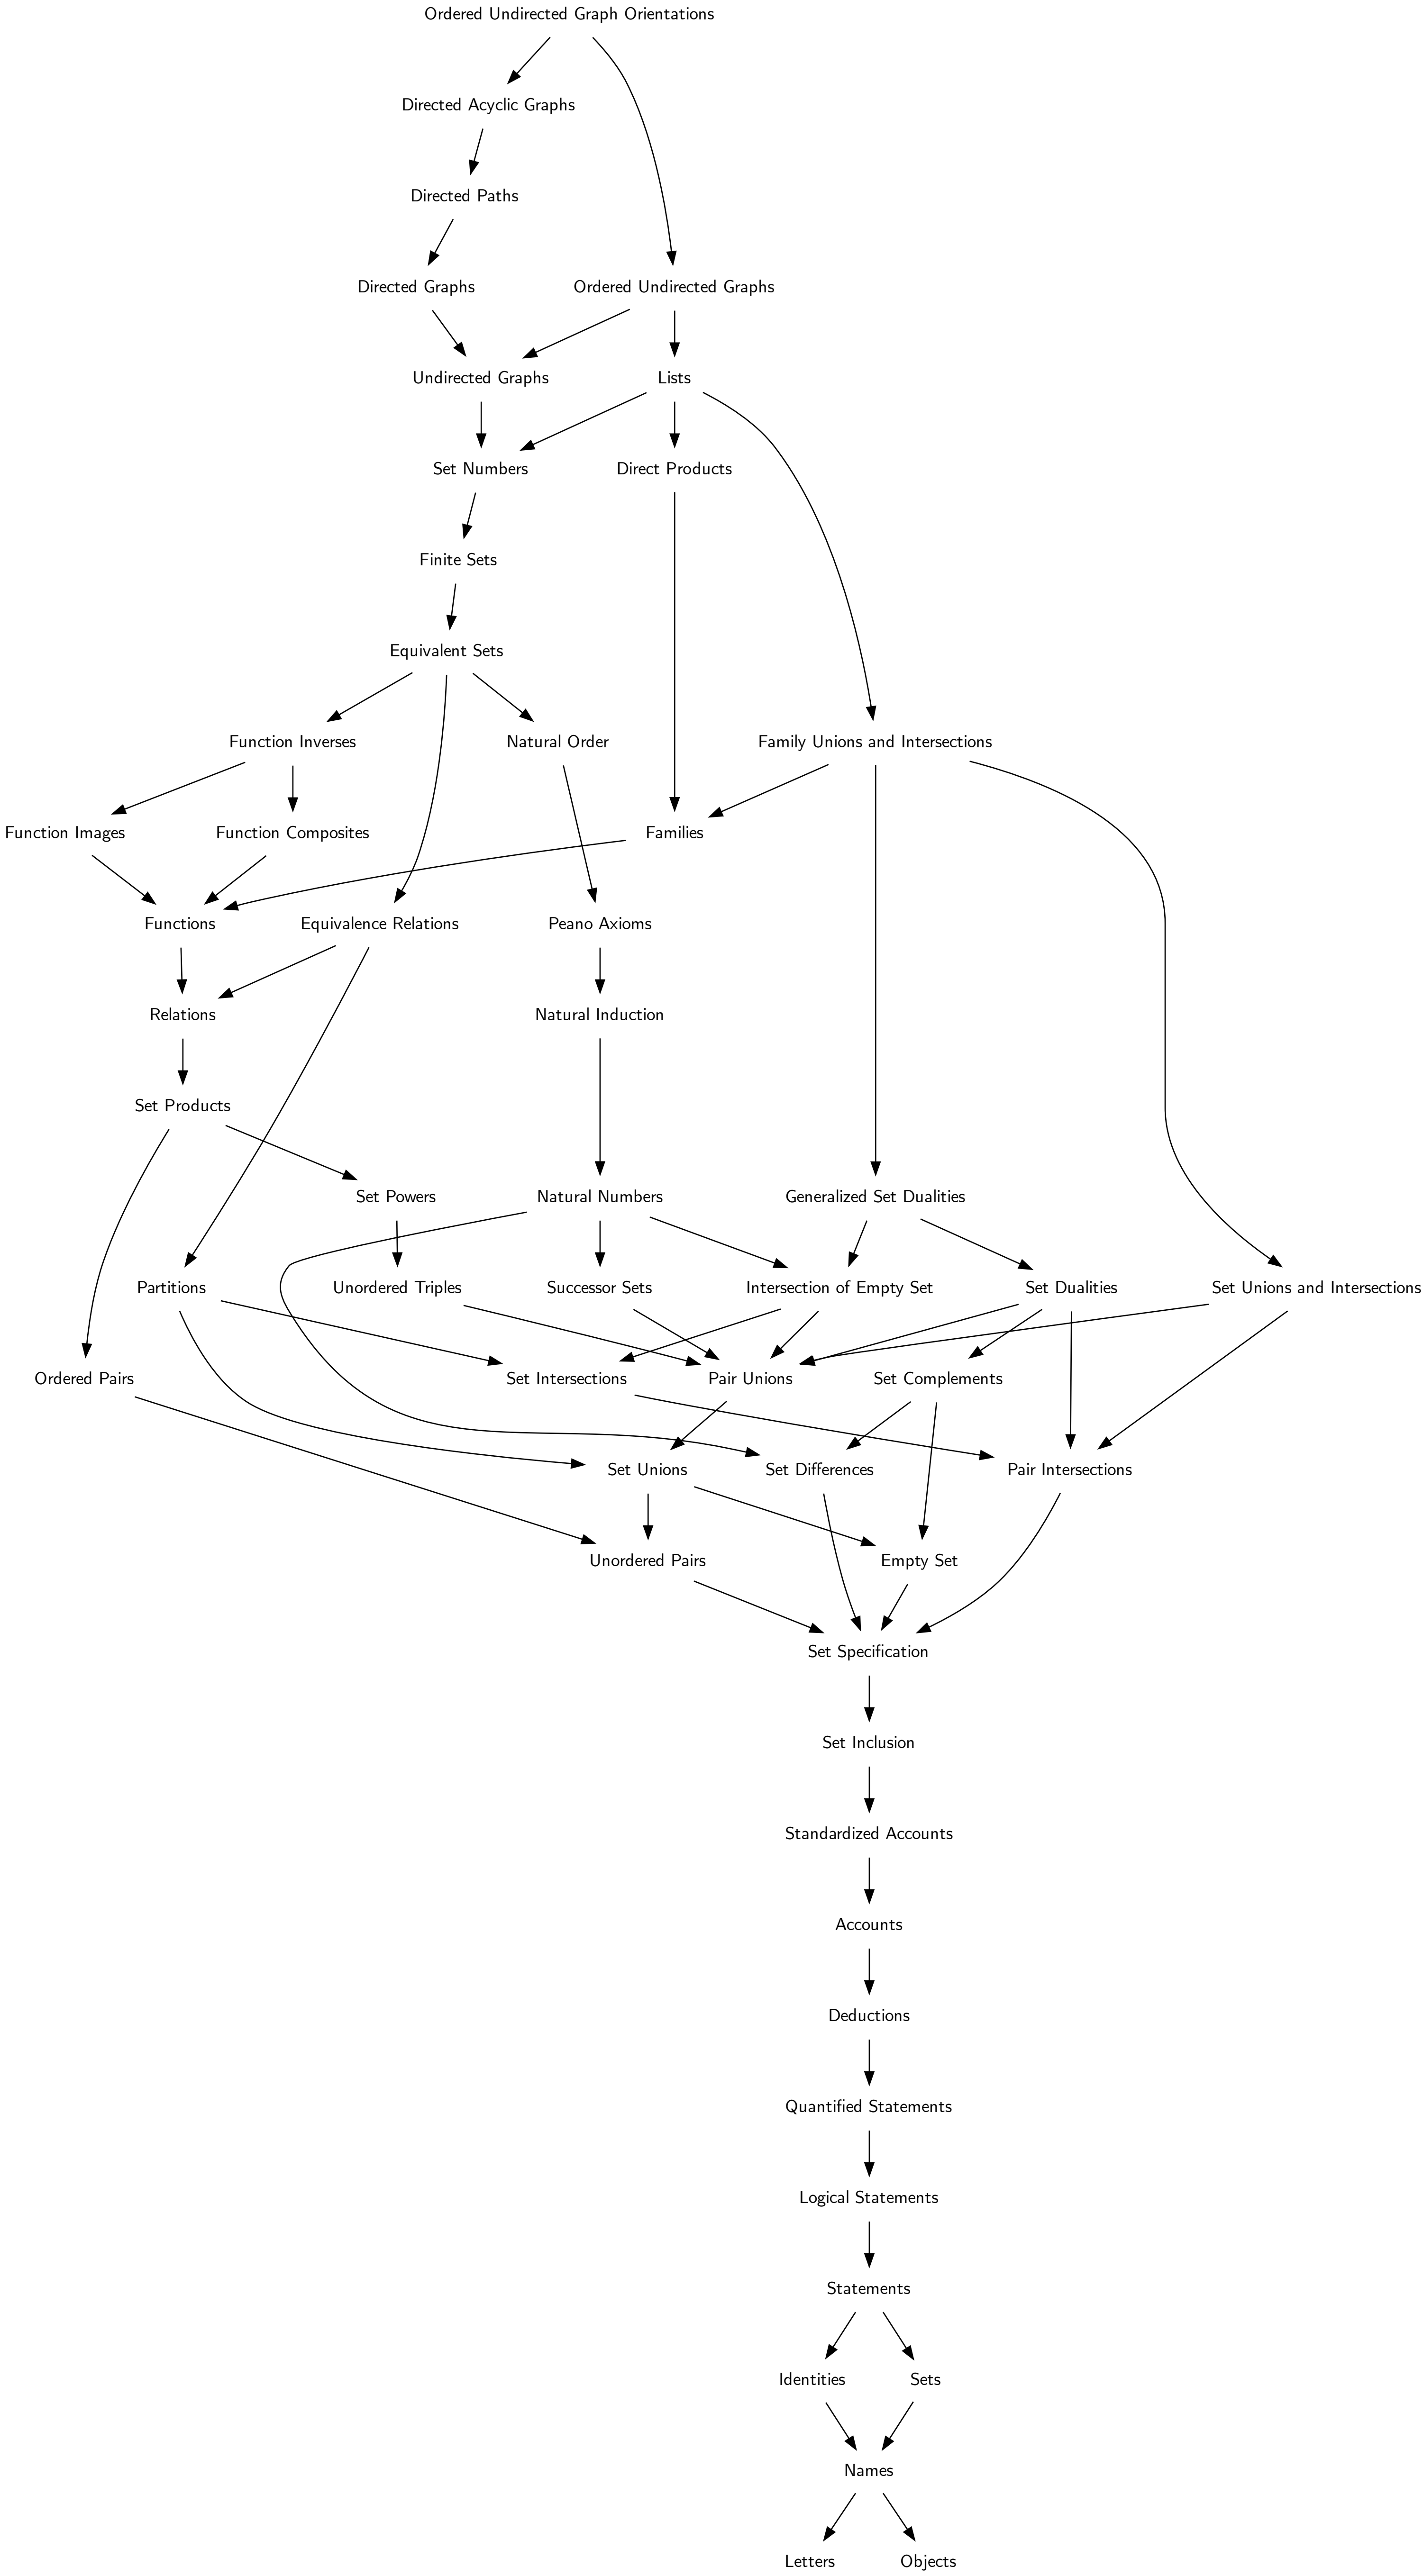 Ordered Undirected Graph Orientations
Directed Acyclic Graphs
Directed Paths
Directed Graphs
Ordered Undirected Graphs
Undirected Graphs
Lists
Set Numbers
Direct Products
Finite Sets
Equivalent Sets
Function Inverses
Natural Order
Family Unions and Intersections
Function Images
Function Composites
Families
Functions
Equivalence Relations
Peano Axioms
Relations
Natural Induction
Set Products
Set Powers
Natural Numbers
Generalized Set Dualities
Partitions
Unordered Triples
Successor Sets
Intersection of Empty Set
Set Dualities
Set Unions and Intersections
Ordered Pairs
Set Intersections
Pair Unions
Set Complements
Set Unions
Set Differences
Pair Intersections
Unordered Pairs
Empty Set
Set Specification
Set Inclusion
Standardized Accounts
Accounts
Deductions
Quantified Statements
Logical Statements
Statements
Identities
Sets
Names
Letters
Objects